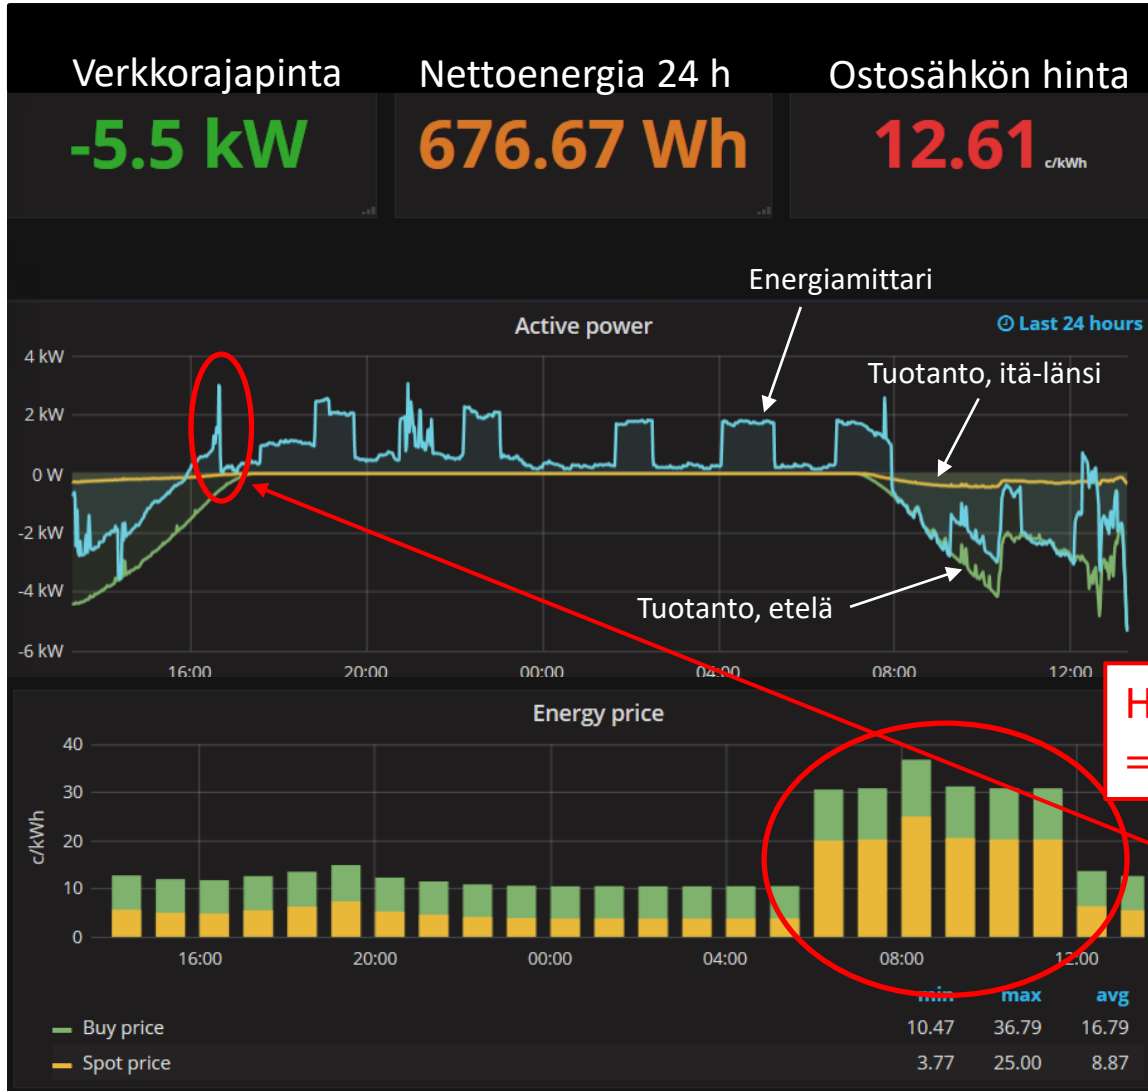 Verkkorajapinta Nettoenergia 24 h Ostosähkön hinta
-5.5 kW 676.67 Wh 12.61 c/kWh
Energiamittari
Active power Last 24 hours
4 kW
Tuotanto, itä-länsi
2 kW
0 W
-2 kW
-4 kW
Tuotanto, etelä
-6 kW
16:00 20:00 00:00 04:00 08:00 12:00
H
=
Energy price
40
30
20
10
0
c/kWh
16:00 20:00 00:00 04:00 08:00 12:00
min max avg
Buy price 10.47 36.79 16.79
Spot price 3.77 25.00 8.87